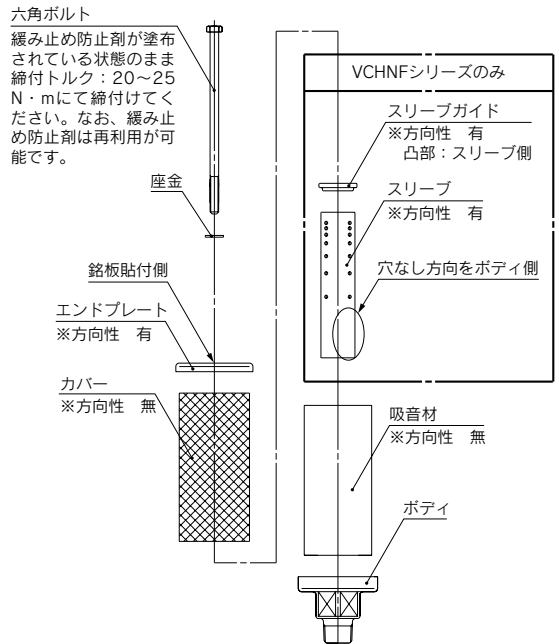 六角ボルト
緩み止め防止剤が塗布
されている状態のまま
締付トルク：20～25
N・mにて締付けてく
ださい。なお、緩み止
め防止剤は再利用が可
能です。
座金
銘板貼付側
エンドプレート
※方向性　有
カバー
※方向性　無
VCHNFシリーズのみ
スリーブガイド
※方向性　有
凸部：スリーブ側
スリーブ
※方向性　有
穴なし方向をボディ側
吸音材
※方向性　無
ボディ